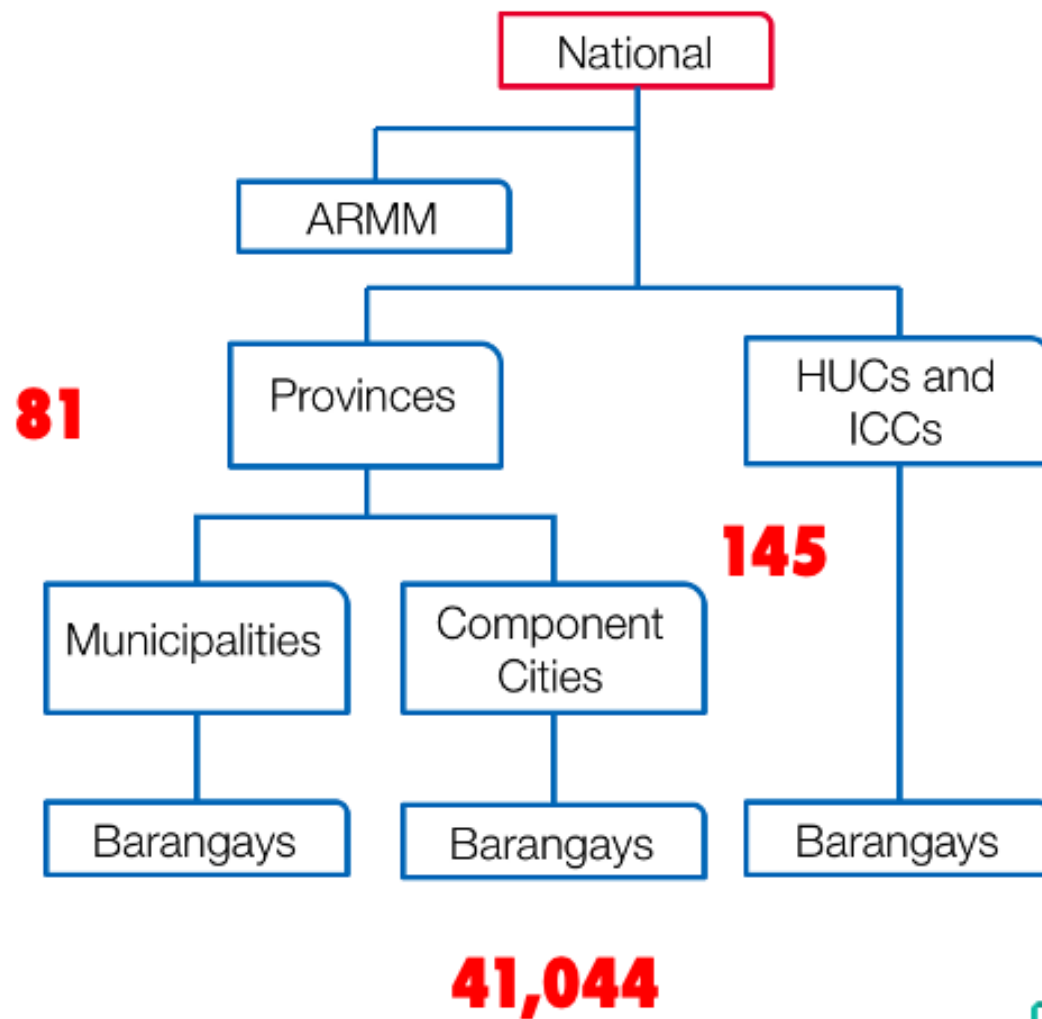 National
ARMM
Provinces
HUCs and
ICCs
81
145
Municipalities
Component
Cities
Barangays
Barangays
Barangays
41,044